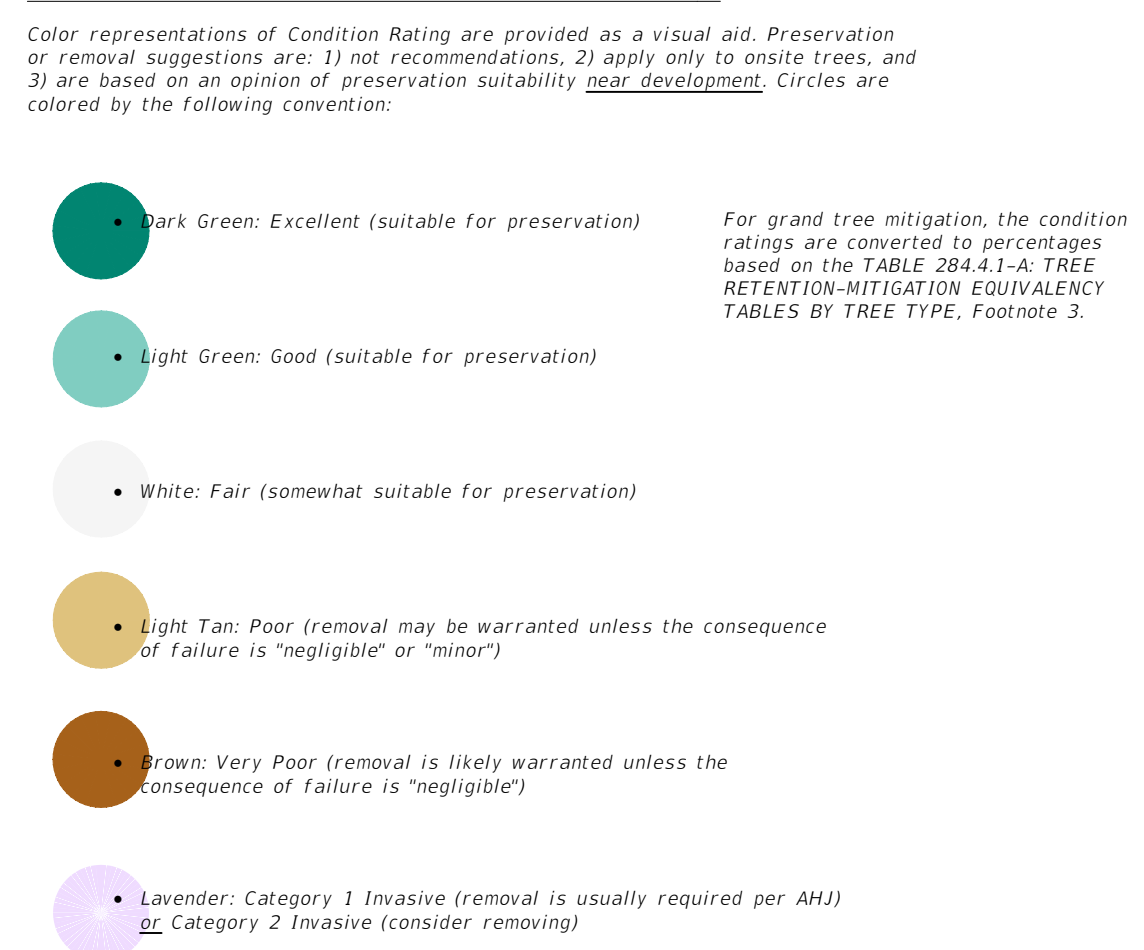 Color representations of Condition Rating are provided as a visual aid. Preservation
or removal suggestions are: 1) not recommendations, 2) apply only to onsite trees, and
3) are based on an opinion of preservation suitability near development. Circles are
colored by the following convention:
• Dark Green: Excellent (suitable for preservation)
• Light Green: Good (suitable for preservation)
• White: Fair (somewhat suitable for preservation)
• Light Tan: Poor (removal may be warranted unless the consequence
of failure is "negligible" or "minor")
• Brown: Very Poor (removal is likely warranted unless the
consequence of failure is "negligible")
• Lavender: Category 1 Invasive (removal is usually required per AHJ)
or Category 2 Invasive (consider removing)
For grand tree mitigation, the condition
ratings are converted to percentages
based on the TABLE 284.4.1-A: TREE
RETENTION-MITIGATION EQUIVALENCY
TABLES BY TREE TYPE, Footnote 3.